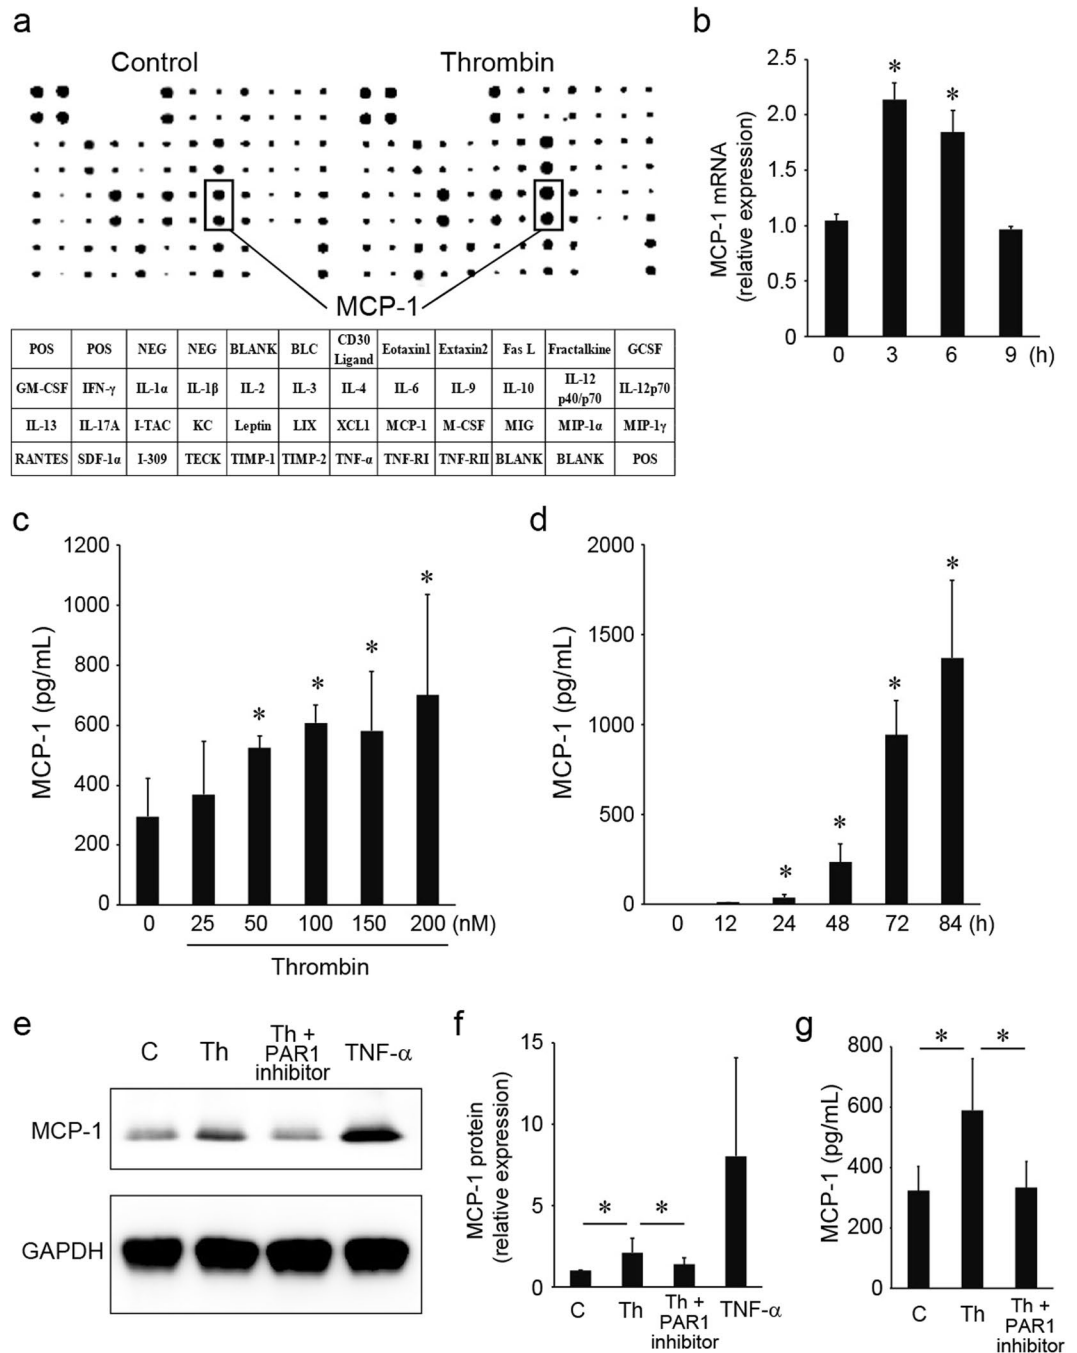 a
Control
Thrombin
MCP-1
POS POS NEG NEG BLANK BLC CD30 Ligand Eotaxin1 Extaxin2 Fas L Fractalkine GCSF
GM-CSF IFN-γ IL-1α IL-1β IL-2 IL-3 IL-4 IL-6 IL-9 IL-10 IL-12 p40/p70 IL-12p70
IL-13 IL-17A I-TAC KC Leptin LIX XCL1 MCP-1 M-CSF MIG MIP-1α MIP-1γ
RANTES SDF-1α I-309 TECK TIMP-1 TIMP-2 TNF-α TNF-RI TNF-RII BLANK BLANK POS
b
MCP-1 mRNA
(relative expression)
2.5
2.0
1.5
1.0
0.5
0
* *
0 3 6 9 (h)
c
MCP-1 (pg/mL)
1200
1000
800
600
400
200
0
* * * *
0 25 50 100 150 200 (nM)
Thrombin
d
MCP-1 (pg/mL)
2000
1500
1000
500
0
* * * *
0 12 24 48 72 84 (h)
e
C Th Th + PAR1 inhibitor TNF-α
MCP-1
GAPDH
f
MCP-1 protein
(relative expression)
15
10
5
0
* *
C Th Th + PAR1 inhibitor TNF-α
g
MCP-1 (pg/mL)
800
600
400
200
0
* *
C Th Th + PAR1 inhibitor